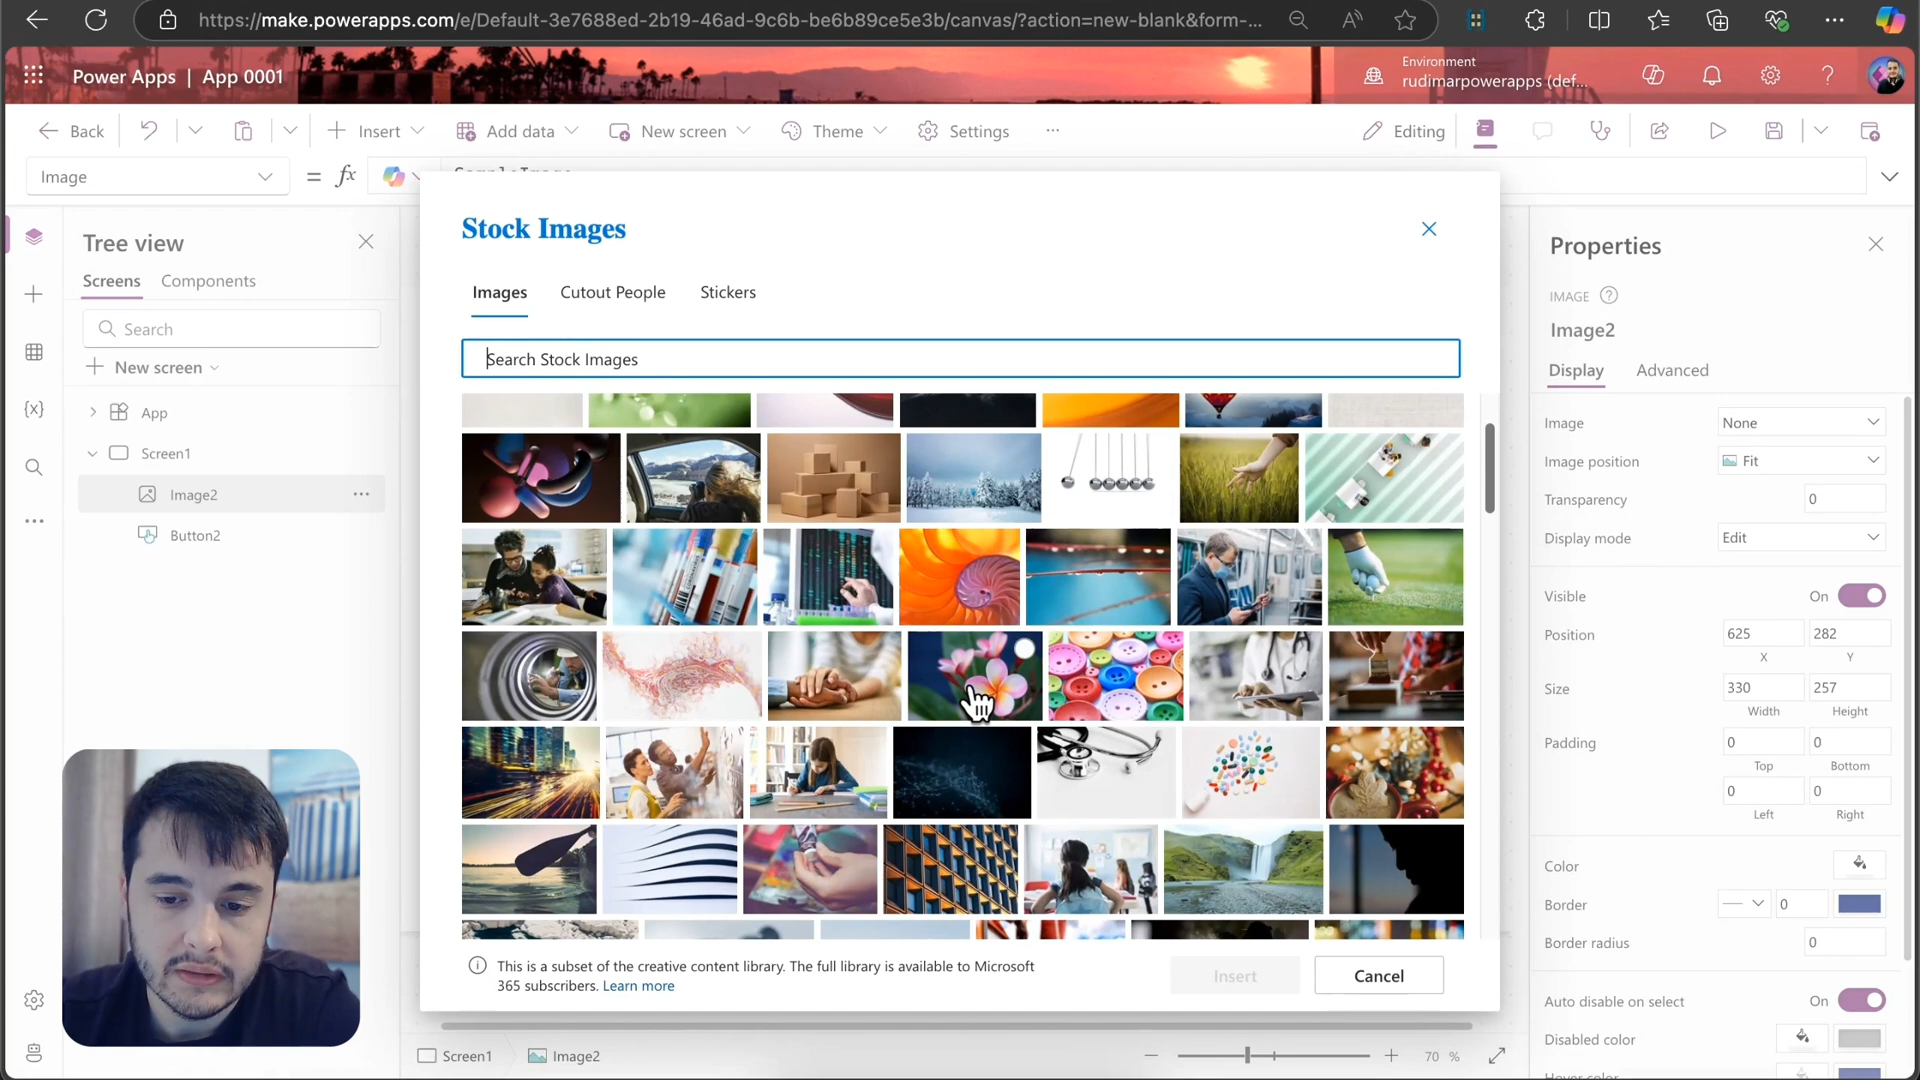 https://make.powerapps.com/e/Default-3e7688ed-2b19-46ad-9c6b-be6b89ce5e3b/canvas/?action=new-blank&form-...
Power Apps | App 0001
Environment
rudimarpowerapps (def...
Back
Insert
Add data
New screen
Theme
Settings
Editing
Image
= fx
SampleImage
Tree view
Screens
Components
Search
New screen
App
Screen1
Image2
Button2
Stock Images
Images
Cutout People
Stickers
Search Stock Images
This is a subset of the creative content library. The full library is available to Microsoft
365 subscribers. Learn more
Insert
Cancel
Properties
IMAGE
Image2
Display
Advanced
Image
None
Image position
Fit
Transparency
0
Display mode
Edit
Visible
On
Position
625
282
X
Y
Size
330
257
Width
Height
Padding
0
0
Top
Bottom
0
0
Left
Right
Color
Border
0
Border radius
0
Auto disable on select
On
Disabled color
Hover color
Screen1
Image2
70 %